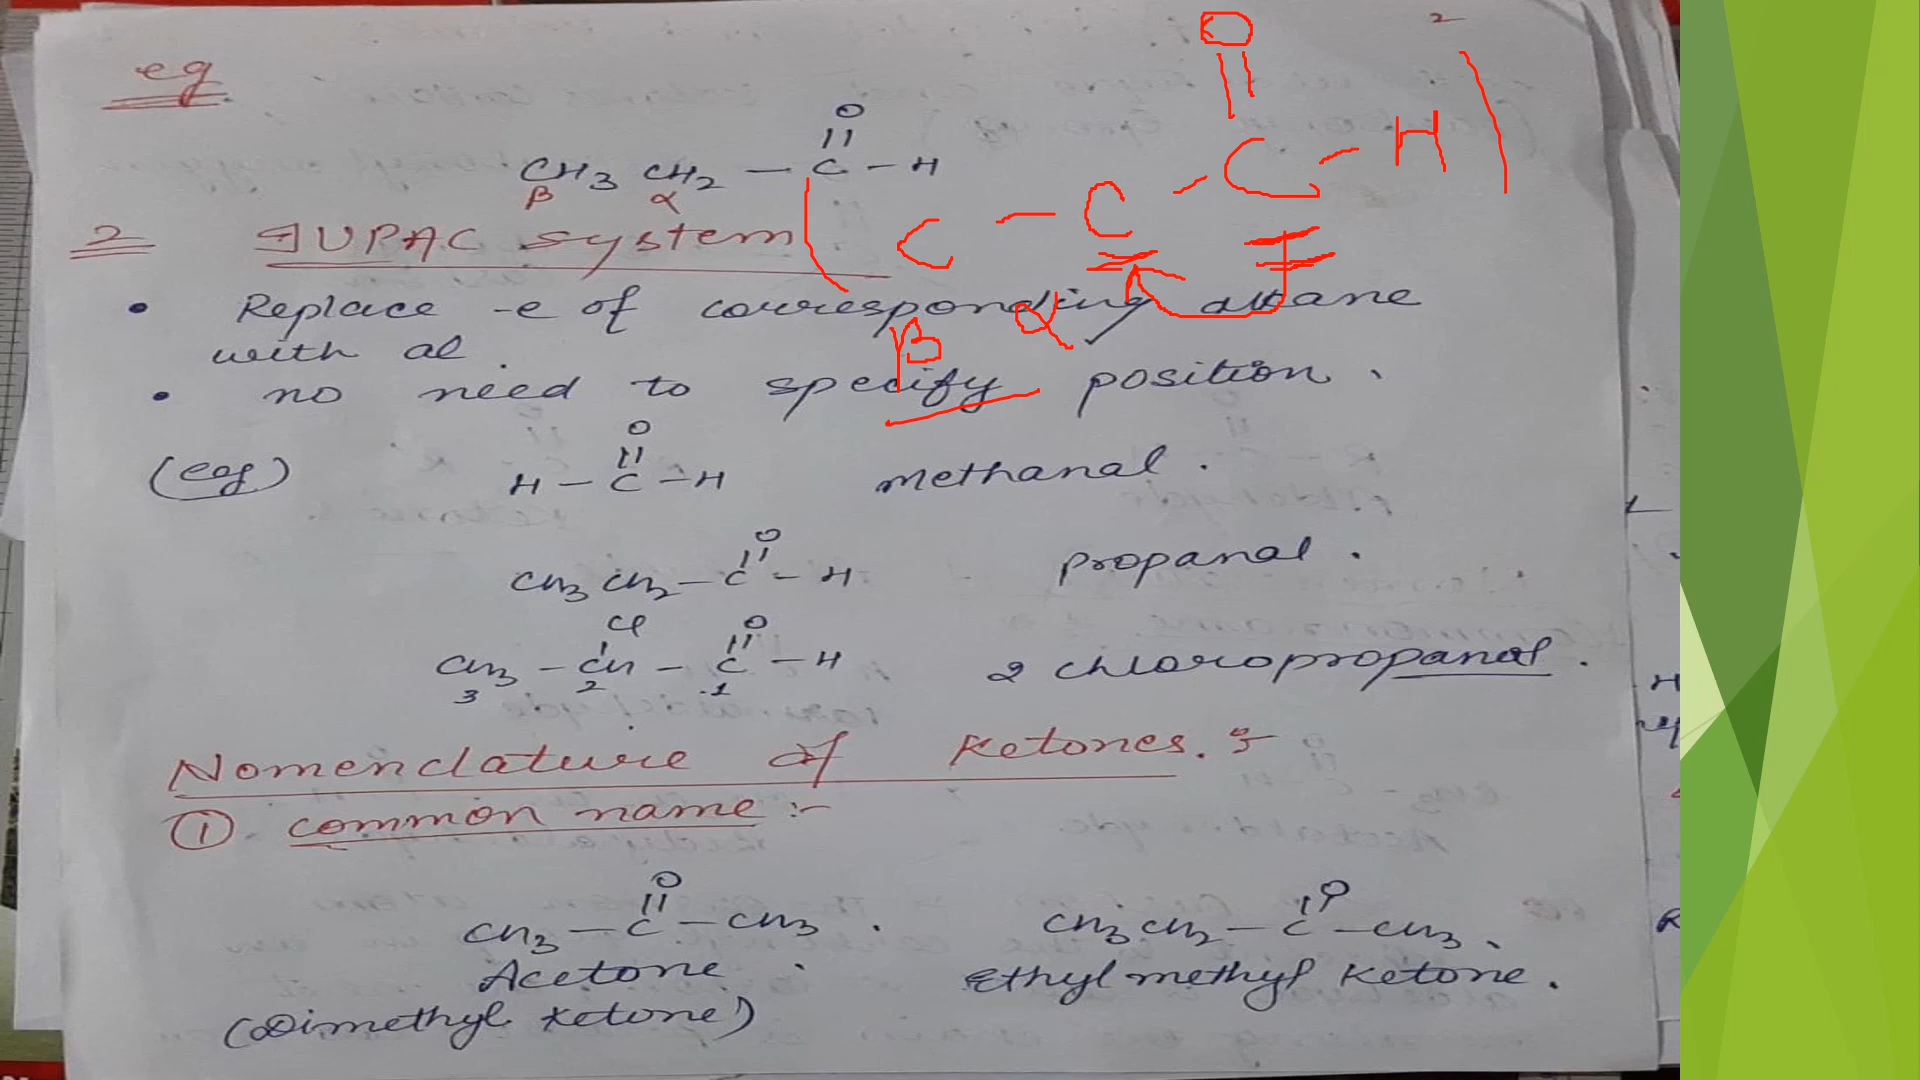 eg.
O
||
CH3 CH2 - C - H
β α
2 IUPAC system
• Replace -e of corresponding alkane
with al.
• no need to specify position.
O
||
C - C - C - H
β α
(eg)
O
||
H - C - H methanal.
O
||
CH3 CH2 - C - H propanal.
Cl O
| ||
CH3 - CH - C - H 2 chloropropanal.
3 2 1
Nomenclature of Ketones. :-
① common name :-
O O
|| ||
CH3 - C - CH3 . CH3 CH2 - C - CH3.
Acetone . Ethyl methyl Ketone.
(Dimethyl Ketone)